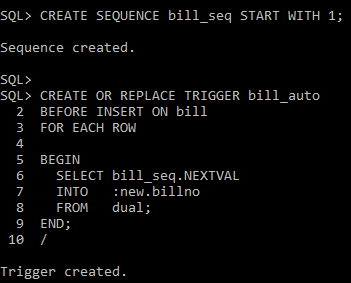 SQL> CREATE SEQUENCE bill_seq START WITH 1;
Sequence created.
SQL>
SQL> CREATE OR REPLACE TRIGGER bill_auto
  2  BEFORE INSERT ON bill
  3  FOR EACH ROW
  4
  5  BEGIN
  6    SELECT bill_seq.NEXTVAL
  7    INTO   :new.billno
  8    FROM   dual;
  9  END;
 10  /
Trigger created.